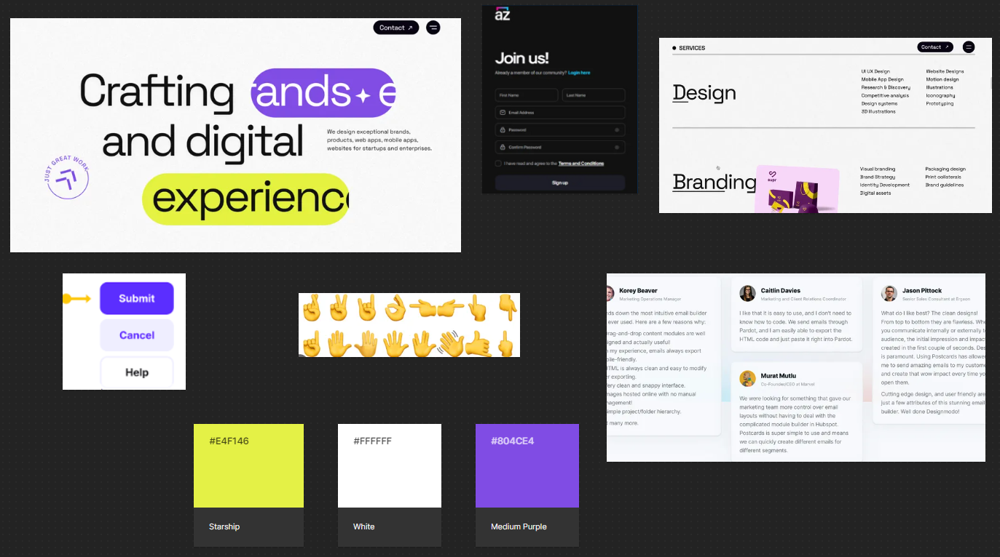 Contact ↗
Crafting ands ✦ e
and digital
We design exceptional brands,
products, web apps, mobile apps,
websites for startups and enterprises.
JUST GREAT WORK
experienc
az
Join us!
Already a member of our community? Login here
First Name
Last Name
Email Address
Password
Confirm Password
I have read and agree to the Terms and Conditions
Sign up
SERVICES
Contact ↗
Design
UI UX Design
Mobile App Design
Research & Discovery
Competitive analysis
Design systems
3D Illustrations
Website Designs
Motion design
Illustrations
Iconography
Prototyping
Branding
supr
Visual branding
Brand Strategy
Identity Development
Digital assets
Packaging design
Print collaterals
Brand guidelines
Submit
Cancel
Help
Korey Beaver
Marketing Operations Manager
nds down the most intuitive email builder
ever used. Here are a few reasons why:
rag-and-drop content modules are well
igned and actually useful!
my experience, emails always export
bile-friendly.
TML is always clean and easy to modify
er exporting.
ery clean and snappy interface.
mages hosted online with no manual
nagement!
imple project/folder hierarchy.
many more.
Caitlin Davies
Marketing and Client Relations Coordinator
I like that it is easy to use, and I don't need to
know how to code. We send emails through
Pardot, and I am easily able to export the
HTML code and just paste it right into Pardot.
Murat Mutlu
Co-Founder/CEO at Marvel
We were looking for something that gave our
marketing team more control over email
layouts without having to deal with the
complicated module builder in Hubspot.
Postcards is super simple to use and means
we can quickly create different emails for
different segments.
Jason Pittock
Senior Sales Consultant at Ergson
What do I like best? The clean designs!
From top to bottom they are flawless. Whe
you communicate internally or externally t
audience, the initial impression and impac
created in the first couple of seconds. Des
is paramount. Using Postcards has allowe
me to send amazing emails to my custome
and create that wow impact every time yo
open them.
Cutting edge design, and user friendly are
just a few attributes of this stunning email
builder. Well done Designmodo!
#E4F146
Starship
#FFFFFF
White
#804CE4
Medium Purple